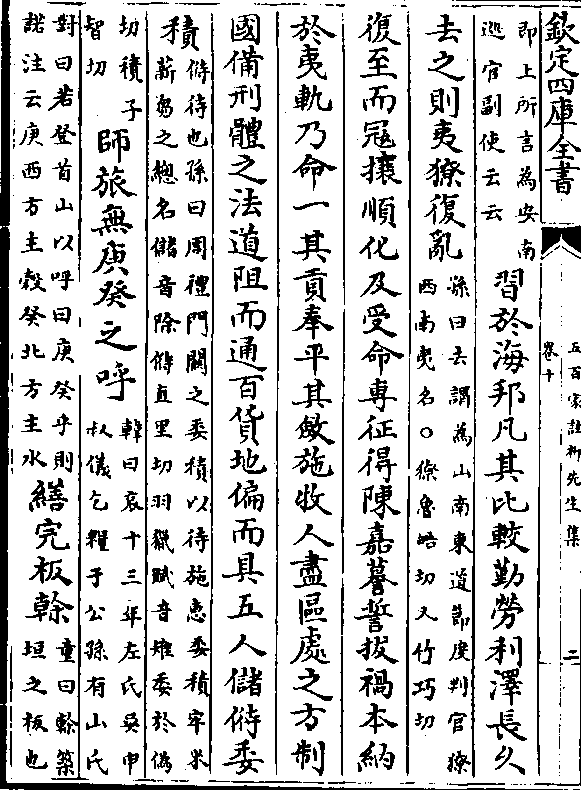 欽定四庫全書
五百家註柳先生集
卷十
二
即上所言為安南
巡官副使云云
習於海邦凡其比較勤勞利澤長久
去之則夷獠復亂
孫曰去謂為山南東道節度判官獠
西南夷名○獠魯皓切又竹巧切
復至而冦攘順化及受命專征得陳嘉謩誓拔禍本納
於夷軌乃命一其貢奉平其斂施收人盡區處之方制
國備刑體之法道阻而通百貨地偏而具五人儲偫委
積
偫待也孫曰周禮門闗之委積以待施惠委積牢米
薪芻之總名儲音除偫直里切羽獵賦音雉委於偽
切積子
智切
師旅無庚癸之呼
韓曰哀十三年左氏吳申
叔儀乞糧于公孫有山氏
對曰若登首山以呼曰庚癸乎則
諾注云庚西方主穀癸北方主水
繕完板榦
童曰榦築
垣之板也